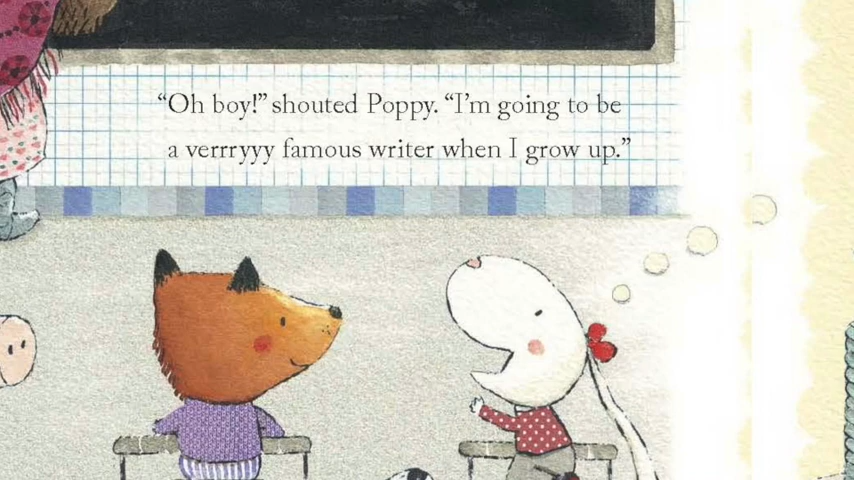 “Oh boy!” shouted Poppy. “I’m going to be
a verrryyy famous writer when I grow up.”